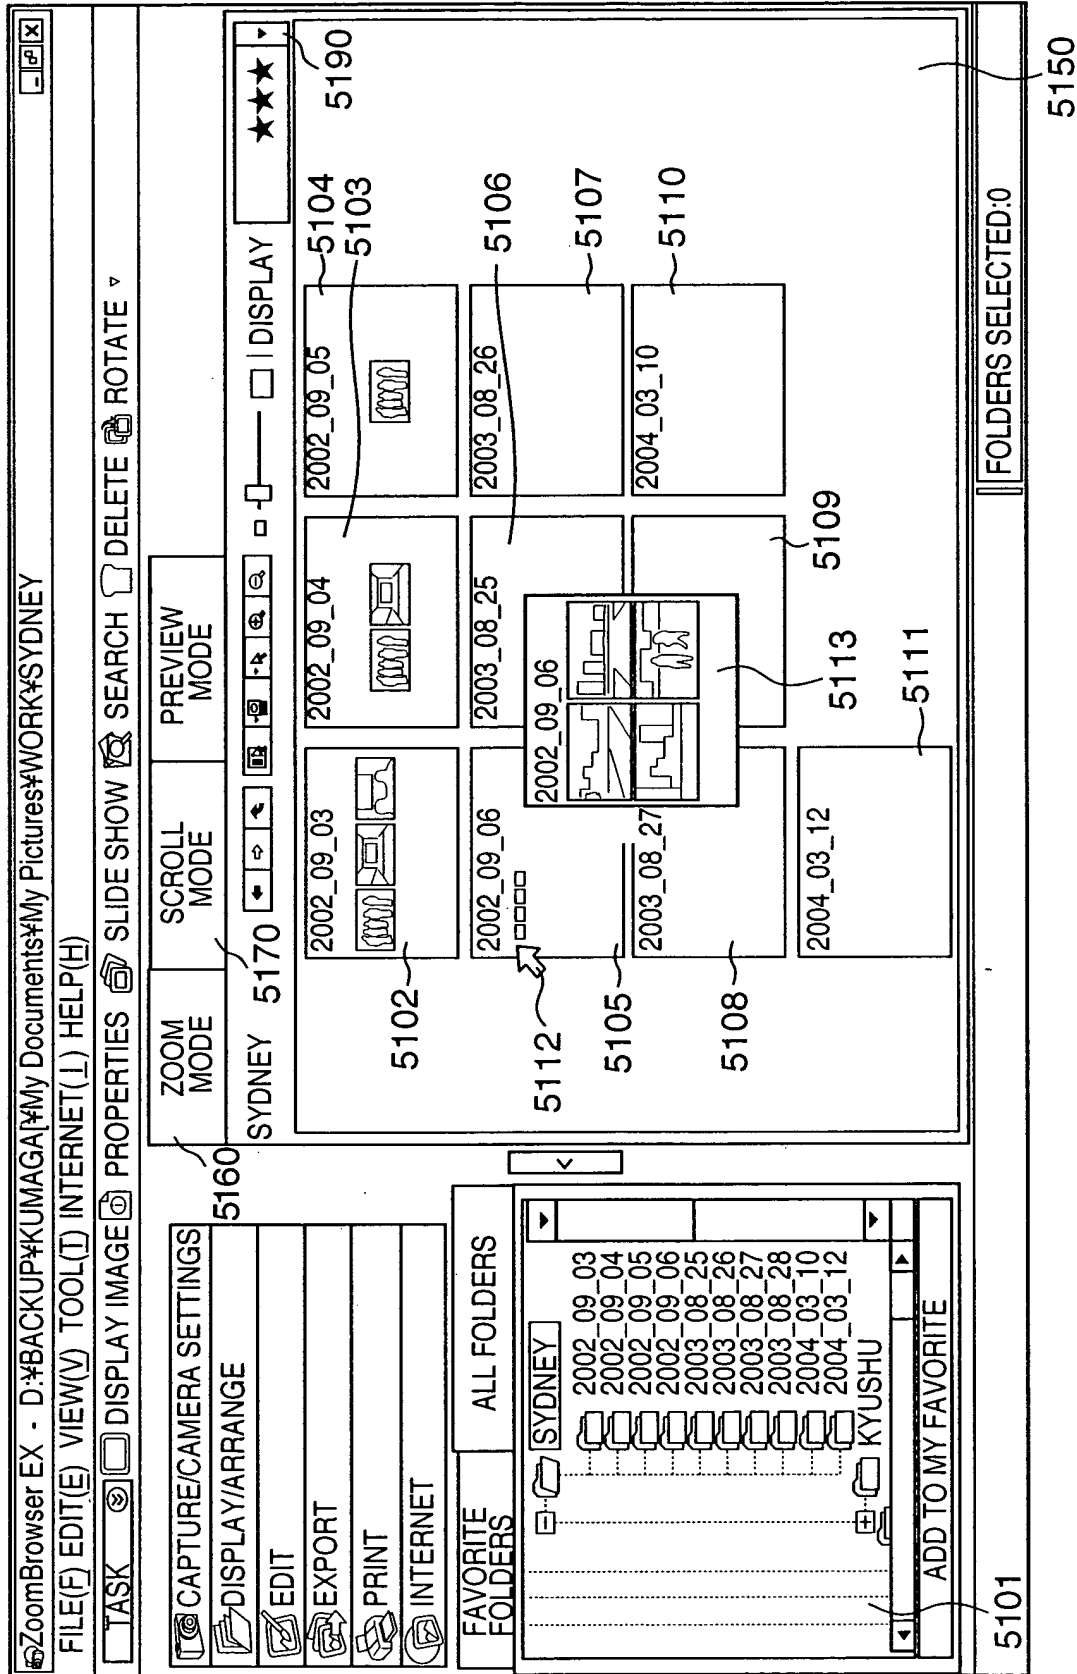 ZoomBrowser EX - D:¥BACKUP¥KUMAGA[¥My Documents¥My Pictures¥WORK¥SYDNEY
FILE(F) EDIT(E) VIEW(V) TOOL(T) INTERNET(I) HELP(H)
TASK DISPLAY IMAGE PROPERTIES SLIDE SHOW SEARCH DELETE ROTATE
CAPTURE/CAMERA SETTINGS
DISPLAY/ARRANGE
EDIT
EXPORT
PRINT
INTERNET
FAVORITE FOLDERS
ALL FOLDERS
SYDNEY
2002_09_03
2002_09_04
2002_09_05
2002_09_06
2003_08_25
2003_08_26
2003_08_27
2003_08_28
2004_03_10
2004_03_12
KYUSHU
ADD TO MY FAVORITE
5101
ZOOM MODE
SCROLL MODE
PREVIEW MODE
5160
5170
SYDNEY
DISPLAY
★★★
5190
2002_09_03
2002_09_04
2002_09_05
5102
5103
5104
2002_09_06
2003_08_25
2003_08_26
5112
5105
5106
5107
2002_09_06
5113
2003_08_27
2004_03_10
5108
5109
5110
2004_03_12
5111
FOLDERS SELECTED:0
5150